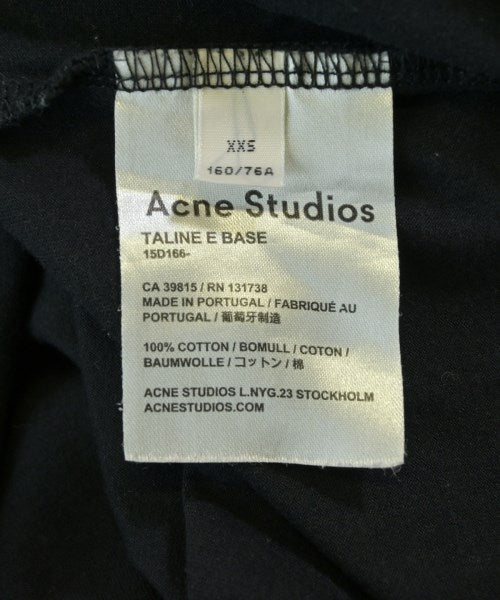 XXS
160/76A
Acne Studios
TALINE E BASE
15D166-
CA 39815 / RN 131738
MADE IN PORTUGAL / FABRIQUÉ AU
PORTUGAL / 葡萄牙制造
100% COTTON / BOMULL / COTON /
BAUMWOLLE / コットン / 棉
ACNE STUDIOS L.NYG.23 STOCKHOLM
ACNESTUDIOS.COM